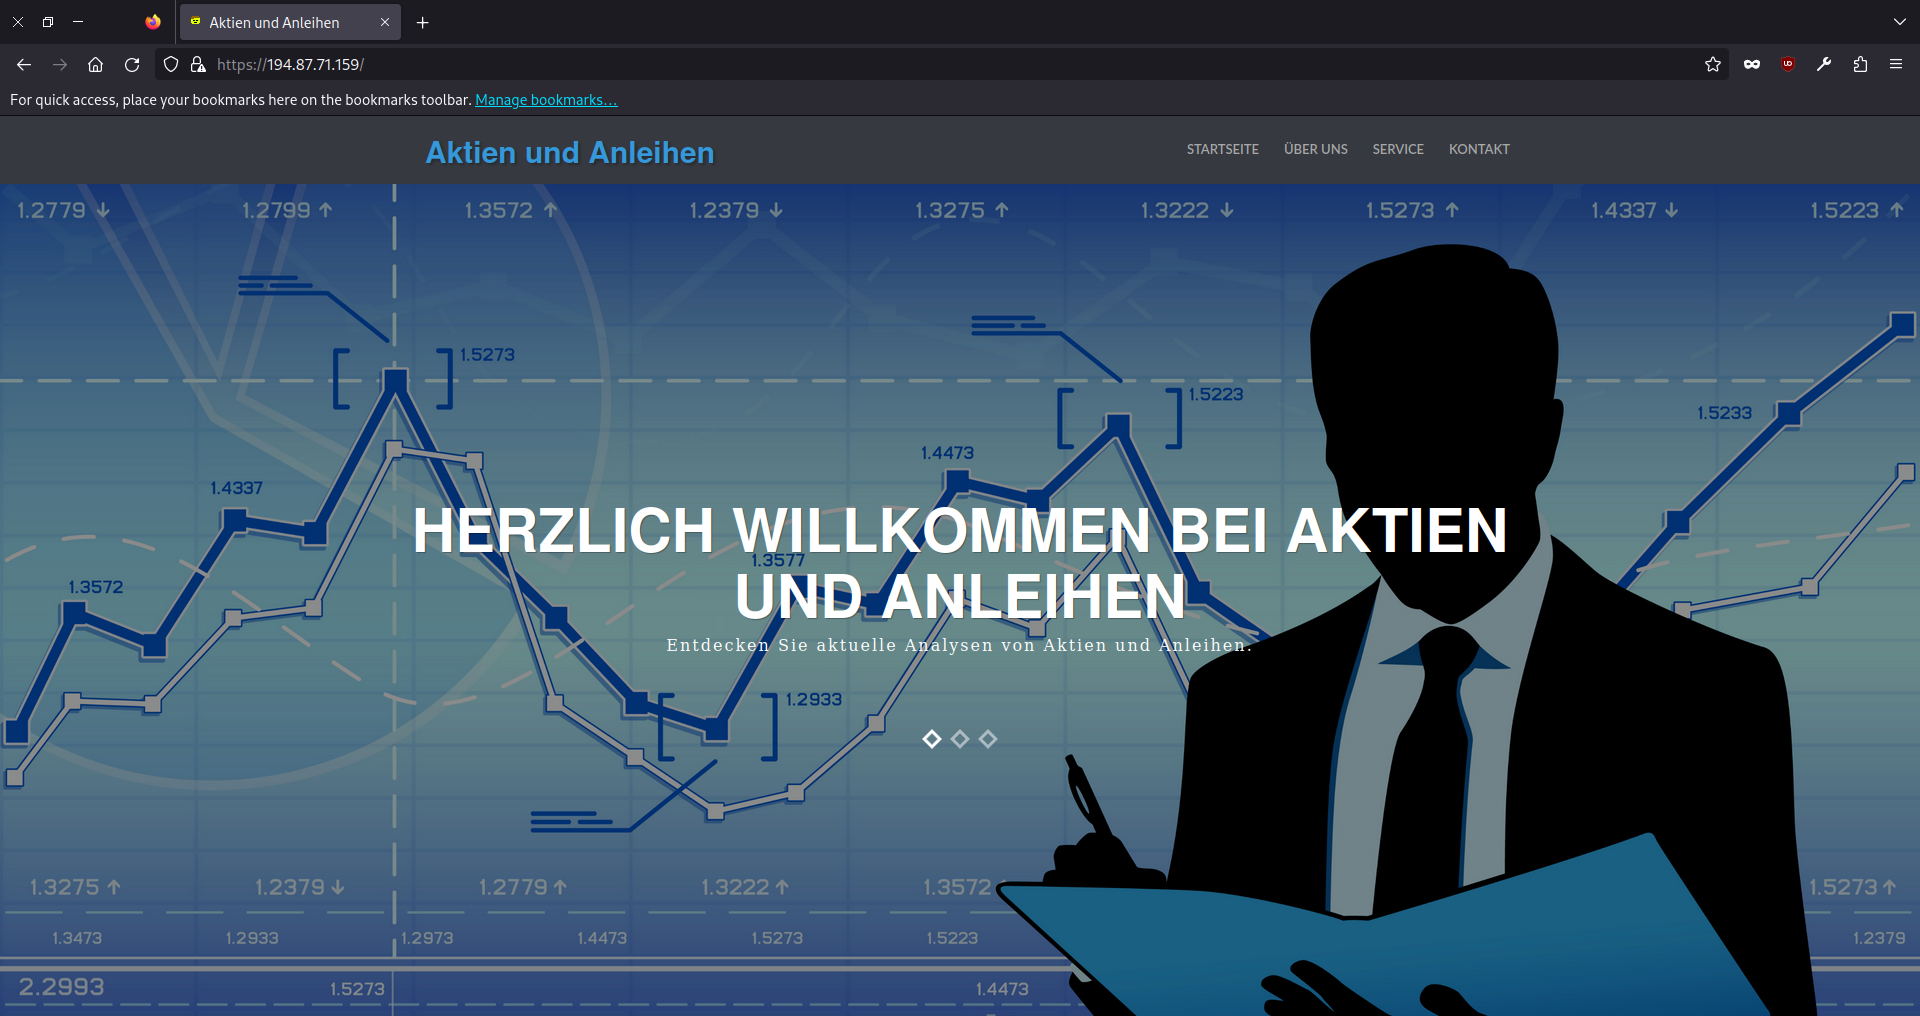 Aktien und Anleihen
https://194.87.71.159/
For quick access, place your bookmarks here on the bookmarks toolbar. Manage bookmarks…
Aktien und Anleihen
STARTSEITE ÜBER UNS SERVICE KONTAKT
1.2779 ↓ 1.2799 ↑ 1.3572 ↑ 1.2379 ↓ 1.3275 ↑ 1.3222 ↓ 1.5273 ↑ 1.4337 ↓ 1.5223 ↑
1.5273
1.5223
1.5233
1.4473
1.4337
HERZLICH WILLKOMMEN BEI AKTIEN
1.3577
1.3572
UND ANLEIHEN
Entdecken Sie aktuelle Analysen von Aktien und Anleihen.
1.2933
1.3275 ↑ 1.2379 ↓ 1.2779 ↑ 1.3222 ↑ 1.3572 1.5273 ↑
1.3473 1.2933 1.2973 1.4473 1.5273 1.5223 1.2379
2.2993 1.5273 1.4473